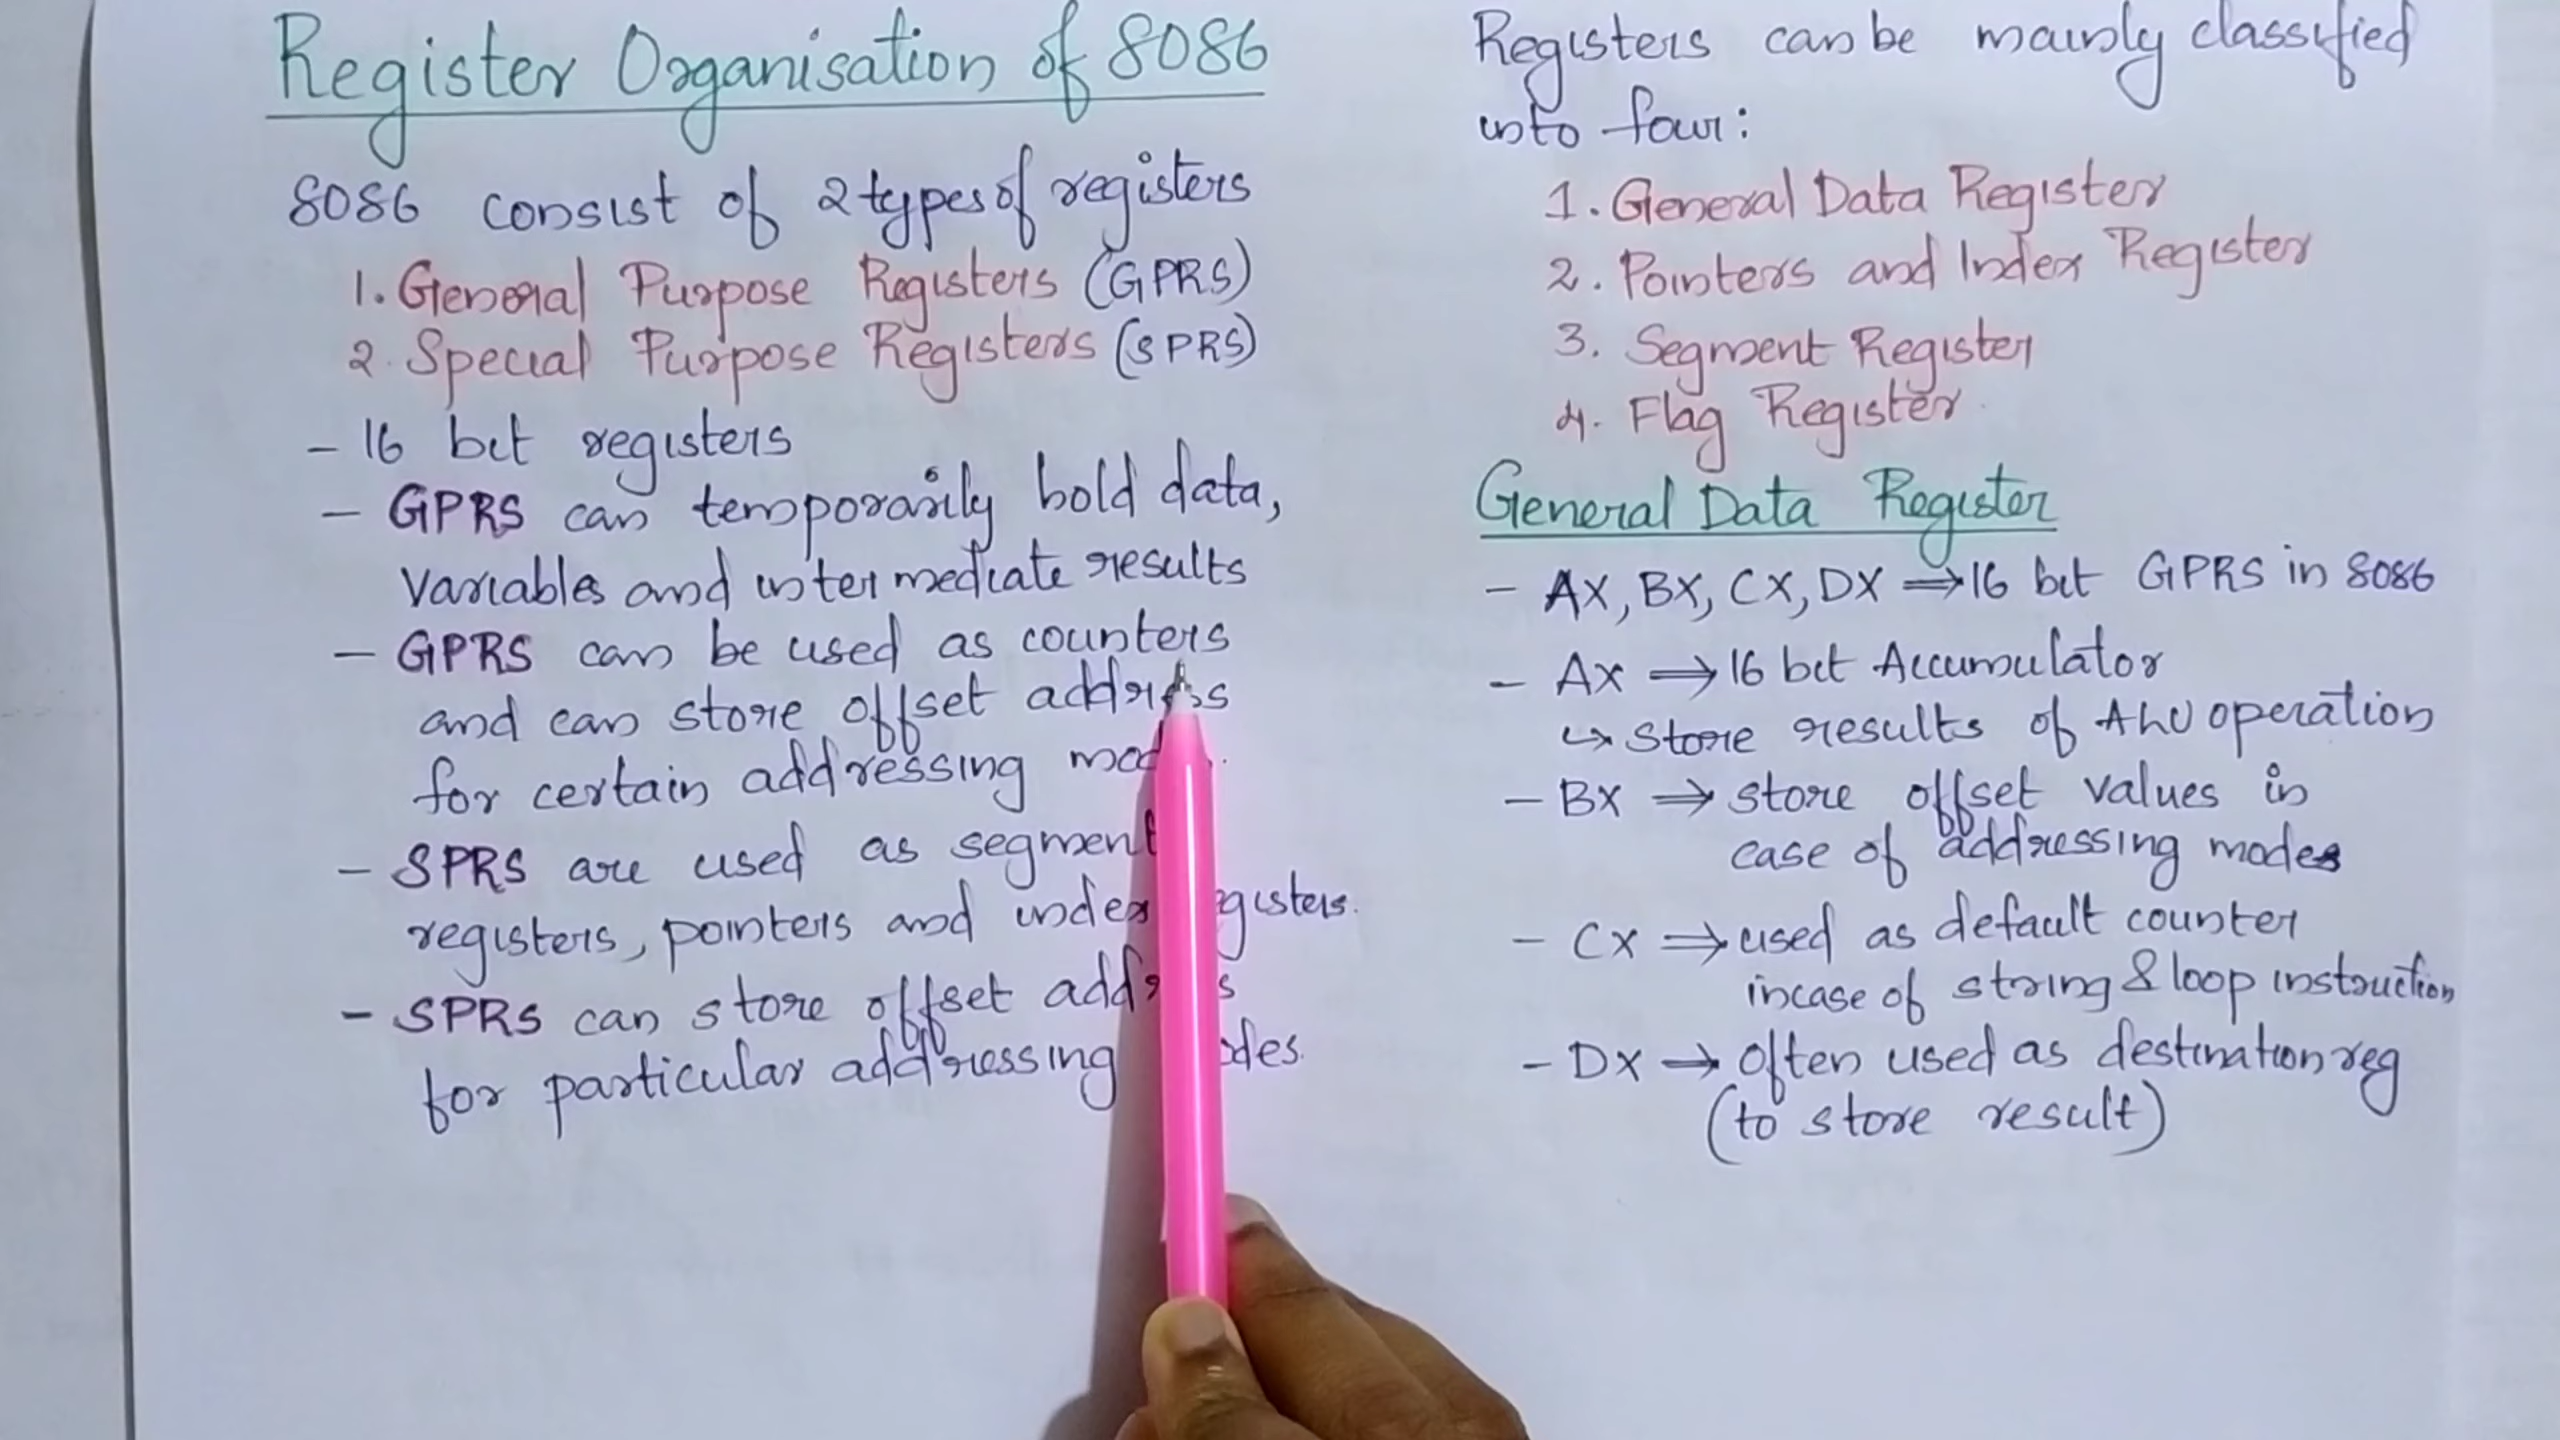 Register Organisation of 8086
8086 consist of 2 types of registers
1. General Purpose Registers (GPRS)
2. Special Purpose Registers (SPRS)
- 16 bit registers
- GPRS can temporarily hold data,
variables and intermediate results
- GPRS can be used as counters
and can store offset address
for certain addressing
- SPRS are used as segment
registers, pointers and index registers.
- SPRS can store offset address
for particular addressing modes.
Registers can be mainly classified
into four:
1. General Data Register
2. Pointers and Index Register
3. Segment Register
4. Flag Register
General Data Register
- AX, BX, CX, DX ⇒ 16 bit GPRS in 8086
- AX ⇒ 16 bit Accumulator
↳ store results of ALU operation
- BX ⇒ store offset values in
case of addressing modes
- CX ⇒ used as default counter
incase of string & loop instruction
- DX → often used as destination reg
(to store result)